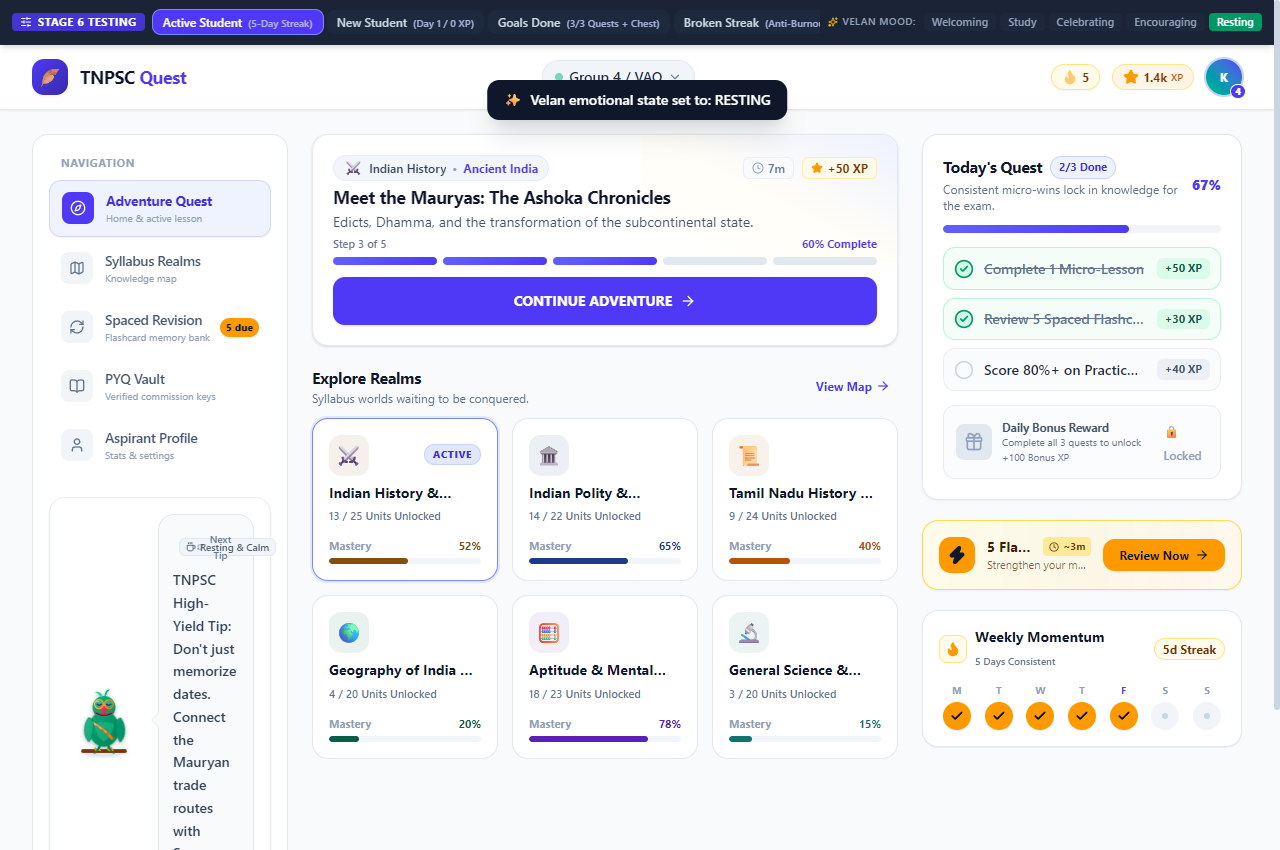 STAGE 6 TESTING
Active Student (5-Day Streak)
New Student (Day 1 / 0 XP)
Goals Done (3/3 Quests + Chest)
Broken Streak (Anti-Burnou
VELAN MOOD:
Welcoming
Study
Celebrating
Encouraging
Resting
TNPSC Quest
Group 4 / VAO
5
1.4k XP
K
4
Velan emotional state set to: RESTING
NAVIGATION
Adventure Quest
Home & active lesson
Syllabus Realms
Knowledge map
Spaced Revision
Flashcard memory bank
5 due
PYQ Vault
Verified commission keys
Aspirant Profile
Stats & settings
Next
Resting & Calm
Tip
TNPSC
High-
Yield Tip:
Don't just
memorize
dates.
Connect
the
Mauryan
trade
routes
with
Indian History • Ancient India
7m
+50 XP
Meet the Mauryas: The Ashoka Chronicles
Edicts, Dhamma, and the transformation of the subcontinental state.
Step 3 of 5
60% Complete
CONTINUE ADVENTURE
Explore Realms
Syllabus worlds waiting to be conquered.
View Map
ACTIVE
Indian History &...
13 / 25 Units Unlocked
Mastery 52%
Indian Polity &...
14 / 22 Units Unlocked
Mastery 65%
Tamil Nadu History ...
9 / 24 Units Unlocked
Mastery 40%
Geography of India ...
4 / 20 Units Unlocked
Mastery 20%
Aptitude & Mental...
18 / 23 Units Unlocked
Mastery 78%
General Science &...
3 / 20 Units Unlocked
Mastery 15%
Today's Quest 2/3 Done
Consistent micro-wins lock in knowledge for
the exam.
67%
Complete 1 Micro-Lesson +50 XP
Review 5 Spaced Flashc... +30 XP
Score 80%+ on Practic... +40 XP
Daily Bonus Reward
Complete all 3 quests to unlock
+100 Bonus XP
Locked
5 Fla... ~3m
Strengthen your m...
Review Now
Weekly Momentum
5 Days Consistent
5d Streak
M T W T F S S